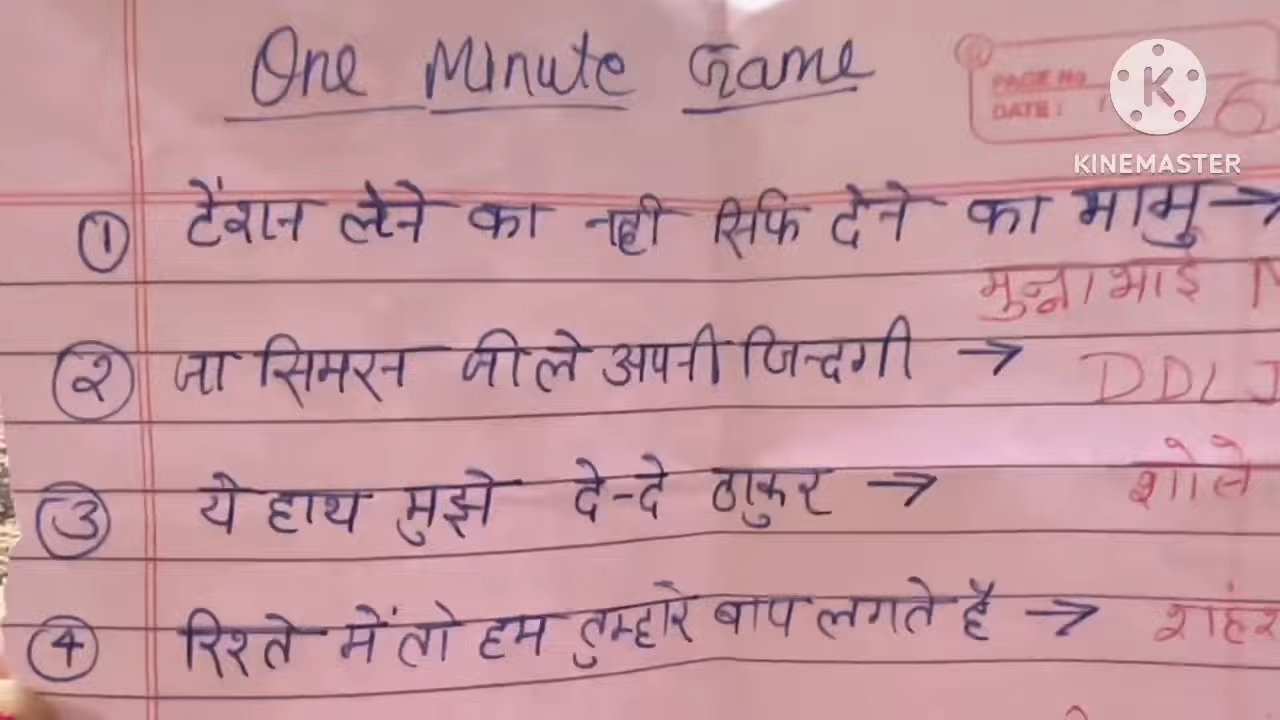 One Minute Game
PAGE NO
DATE:
KINEMASTER
① टेंशन लेने का नही सिर्फ देने का मामु →
मुन्नाभाई
② जा सिमरन जीले अपनी जिन्दगी → DDLJ
③ ये हाथ मुझे दे-दे ठाकुर → शोले
④ रिश्ते में तो हम तुम्हारे बाप लगते है →